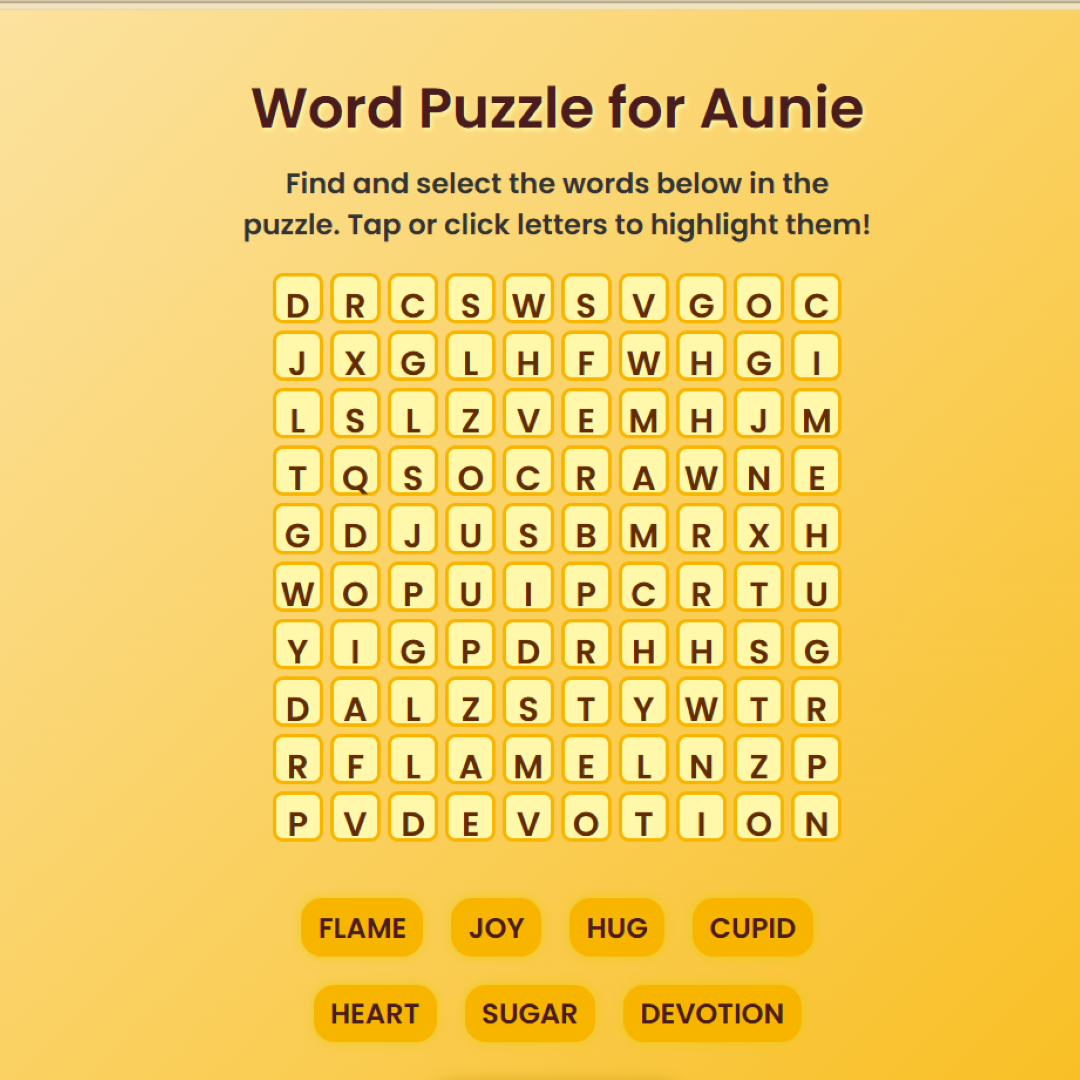 Word Puzzle for Aunie
Find and select the words below in the
puzzle. Tap or click letters to highlight them!
D R C S W S V G O C
J X G L H F W H G I
L S L Z V E M H J M
T Q S O C R A W N E
G D J U S B M R X H
W O P U I P C R T U
Y I G P D R H H S G
D A L Z S T Y W T R
R F L A M E L N Z P
P V D E V O T I O N
FLAME JOY HUG CUPID
HEART SUGAR DEVOTION